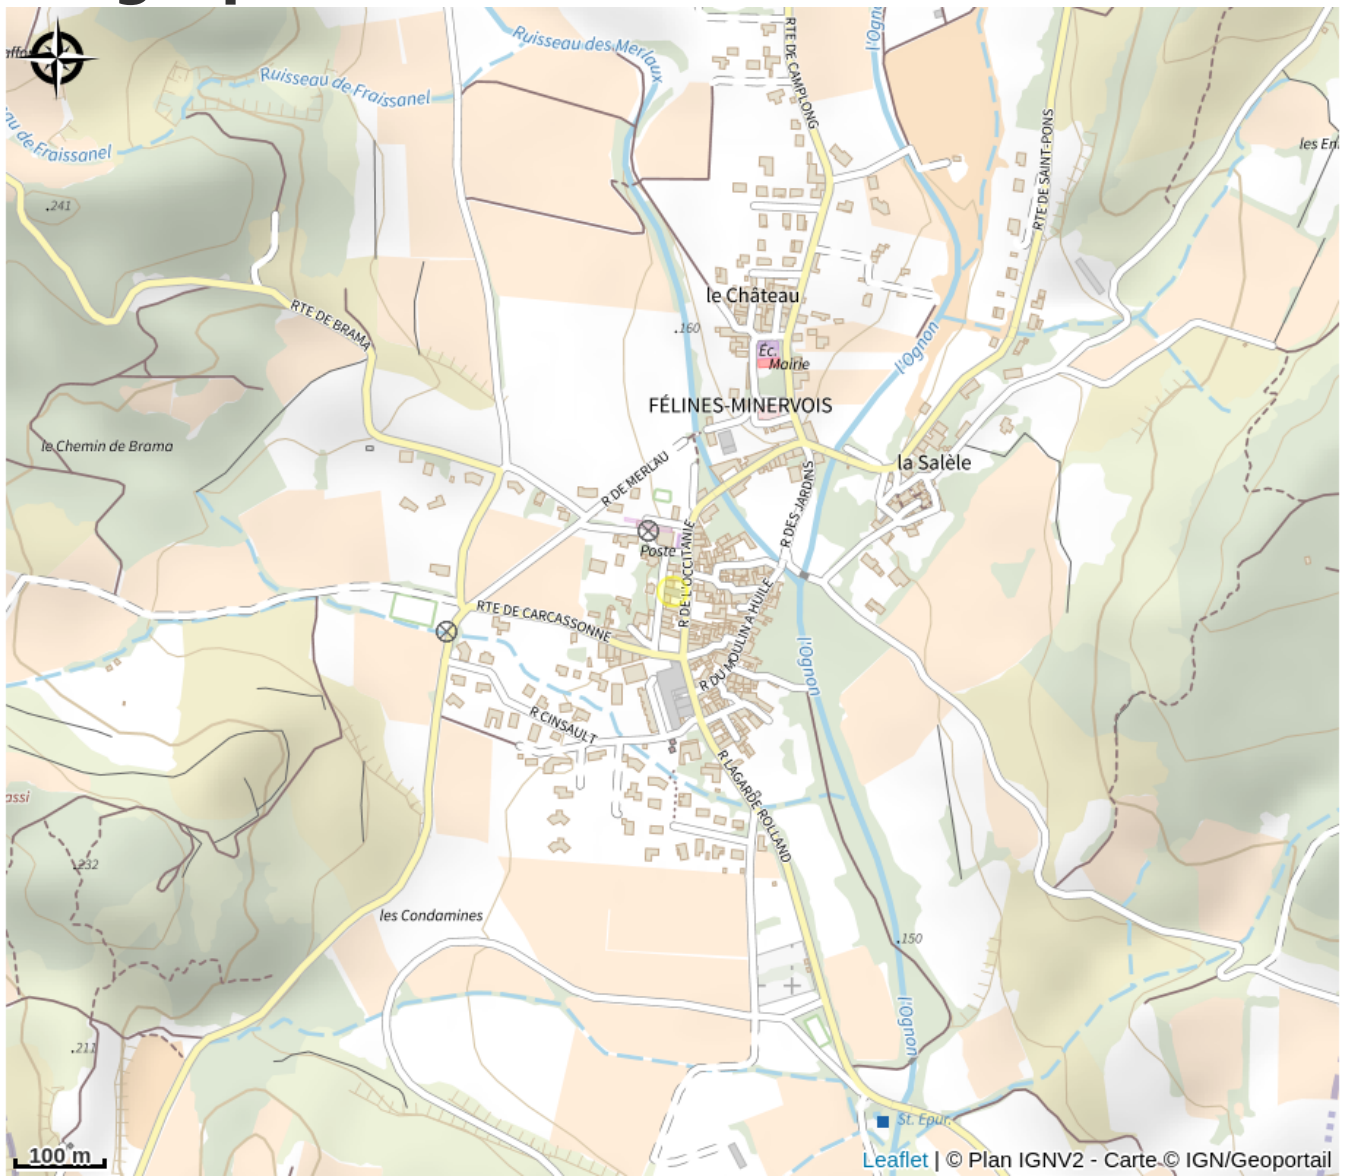 Ruisseau des Merlaux
l'Ognon
RTE DE CAMPLONG
Ruisseau de Fraissanel
au de Fraissanel
RTE DE SAINT-PONS
les En
.241
le Château
RTE DE BRAMA
.160
l'Ognon
Éc.
Mairie
FÉLINES-MINERVOIS
le Chemin de Brama
la Salèle
R DE MERLAU
R DES JARDINS
Poste
R DE L'OCCITANIE
RTE DE CARCASSONNE
R DU MOULIN A HUILE
l'Ognon
R CINSAULT
R LAGARDE ROLLAND
assi
.232
les Condamines
.150
l'Ognon
.211
St. Epur.
100 m
Leaflet | © Plan IGNV2 - Carte © IGN/Geoportail